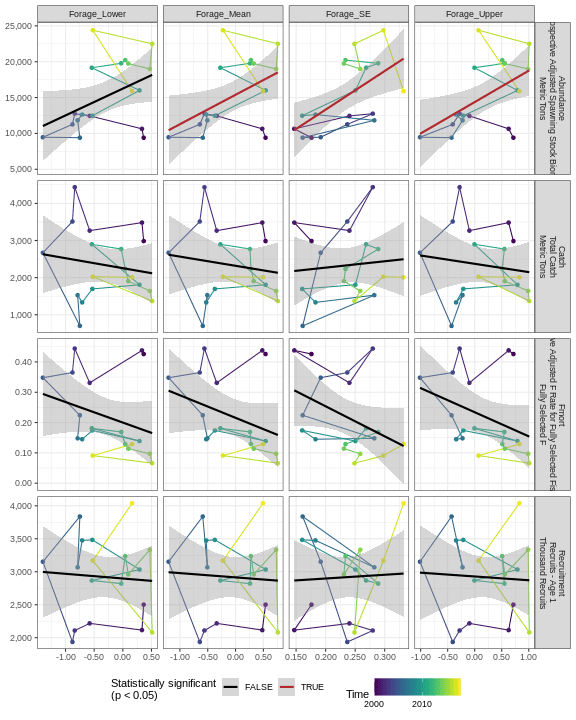 Forage_Lower Forage_Mean Forage_SE Forage_Upper
25,000
20,000
15,000
10,000
5,000
Abundance
Adjusted Spawning Stock
Metric Tons
4,000
3,000
2,000
1,000
Catch
Total Catch
Metric Tons
0.40
0.30
0.20
0.10
0.00
Fmort
Adjusted F Rate for Fully Selected
Fully Selected F
4,000
3,500
3,000
2,500
2,000
Recruitment
Recruits - Age 1
Thousand Recruits
-1.00 -0.50 0.00 0.50 -1.00 -0.50 0.00 0.50 0.150 0.200 0.250 0.300 -1.00 -0.50 0.00 0.50 1.00
Statistically significant
(p < 0.05)
FALSE TRUE
Time
2000 2010